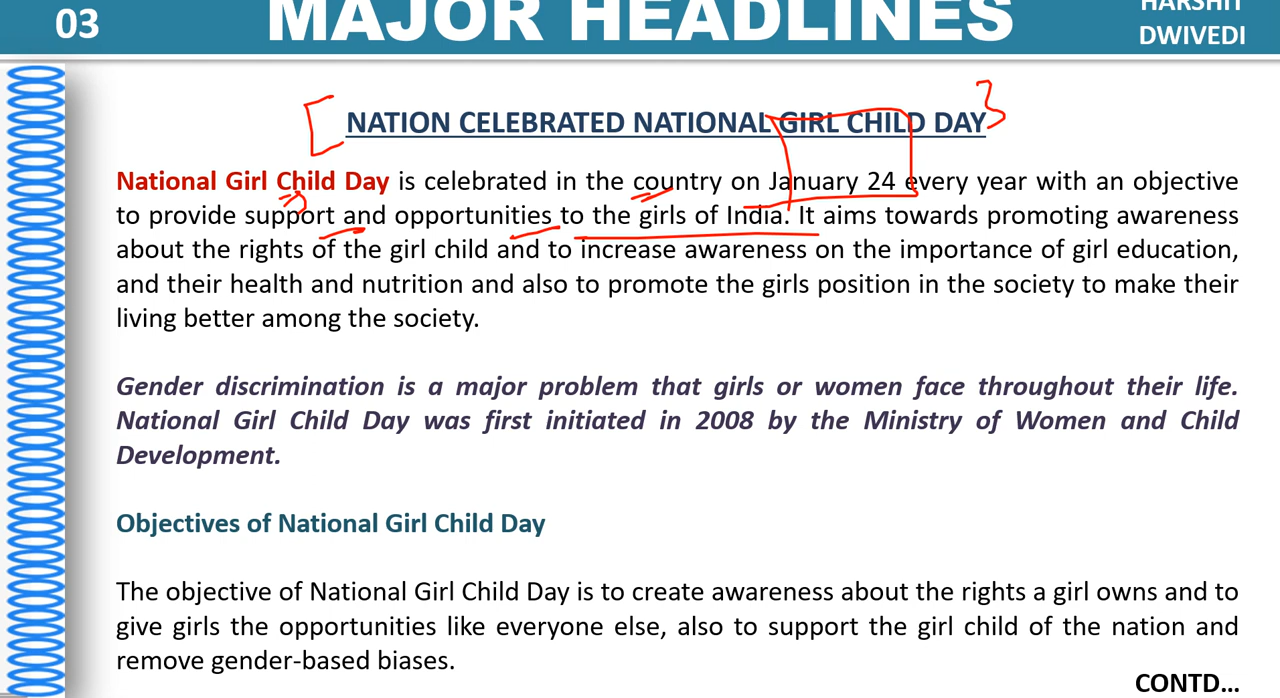 03
MAJOR HEADLINES
HARSHIT
DWIVEDI
NATION CELEBRATED NATIONAL GIRL CHILD DAY
National Girl Child Day is celebrated in the country on January 24 every year with an objective
to provide support and opportunities to the girls of India. It aims towards promoting awareness
about the rights of the girl child and to increase awareness on the importance of girl education,
and their health and nutrition and also to promote the girls position in the society to make their
living better among the society.
Gender discrimination is a major problem that girls or women face throughout their life.
National Girl Child Day was first initiated in 2008 by the Ministry of Women and Child
Development.
Objectives of National Girl Child Day
The objective of National Girl Child Day is to create awareness about the rights a girl owns and to
give girls the opportunities like everyone else, also to support the girl child of the nation and
remove gender-based biases.
CONTD...